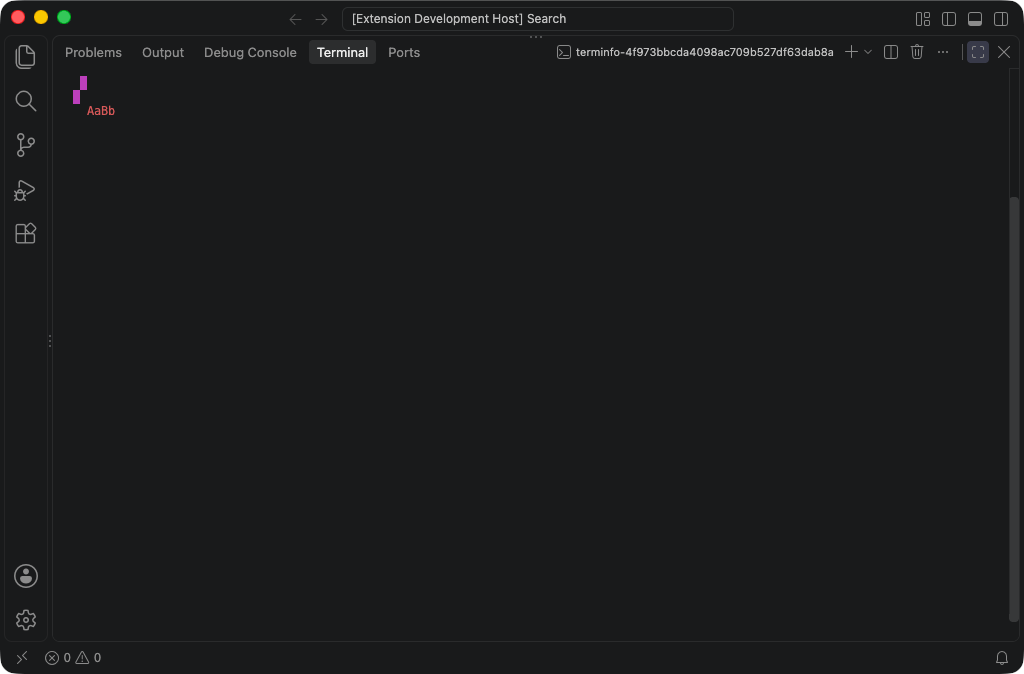 [Extension Development Host] Search
Problems Output Debug Console Terminal Ports terminfo-4f973bbcda4098ac709b527df63dab8a
AaBb
0 0